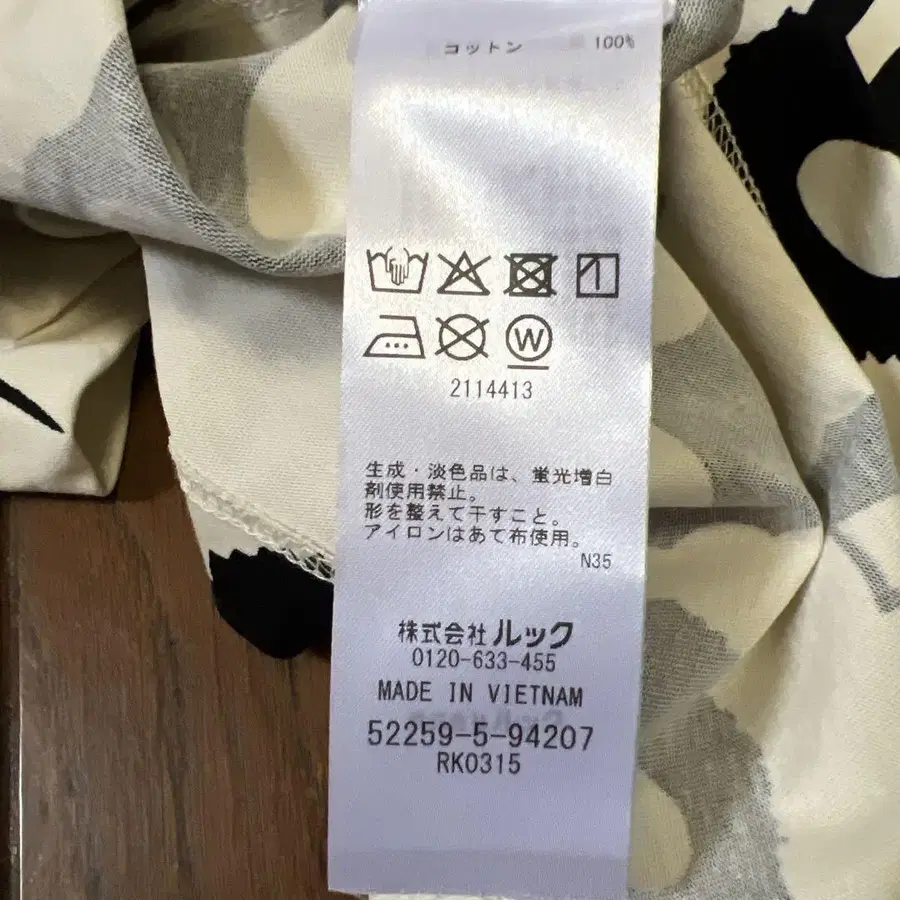 コットン 100%
W
2114413
生成・淡色品は、蛍光増白
剤使用禁止。
形を整えて干すこと。
アイロンはあて布使用。
N35
株式会社 ルック
0120-633-455
MADE IN VIETNAM
52259-5-94207
RK0315